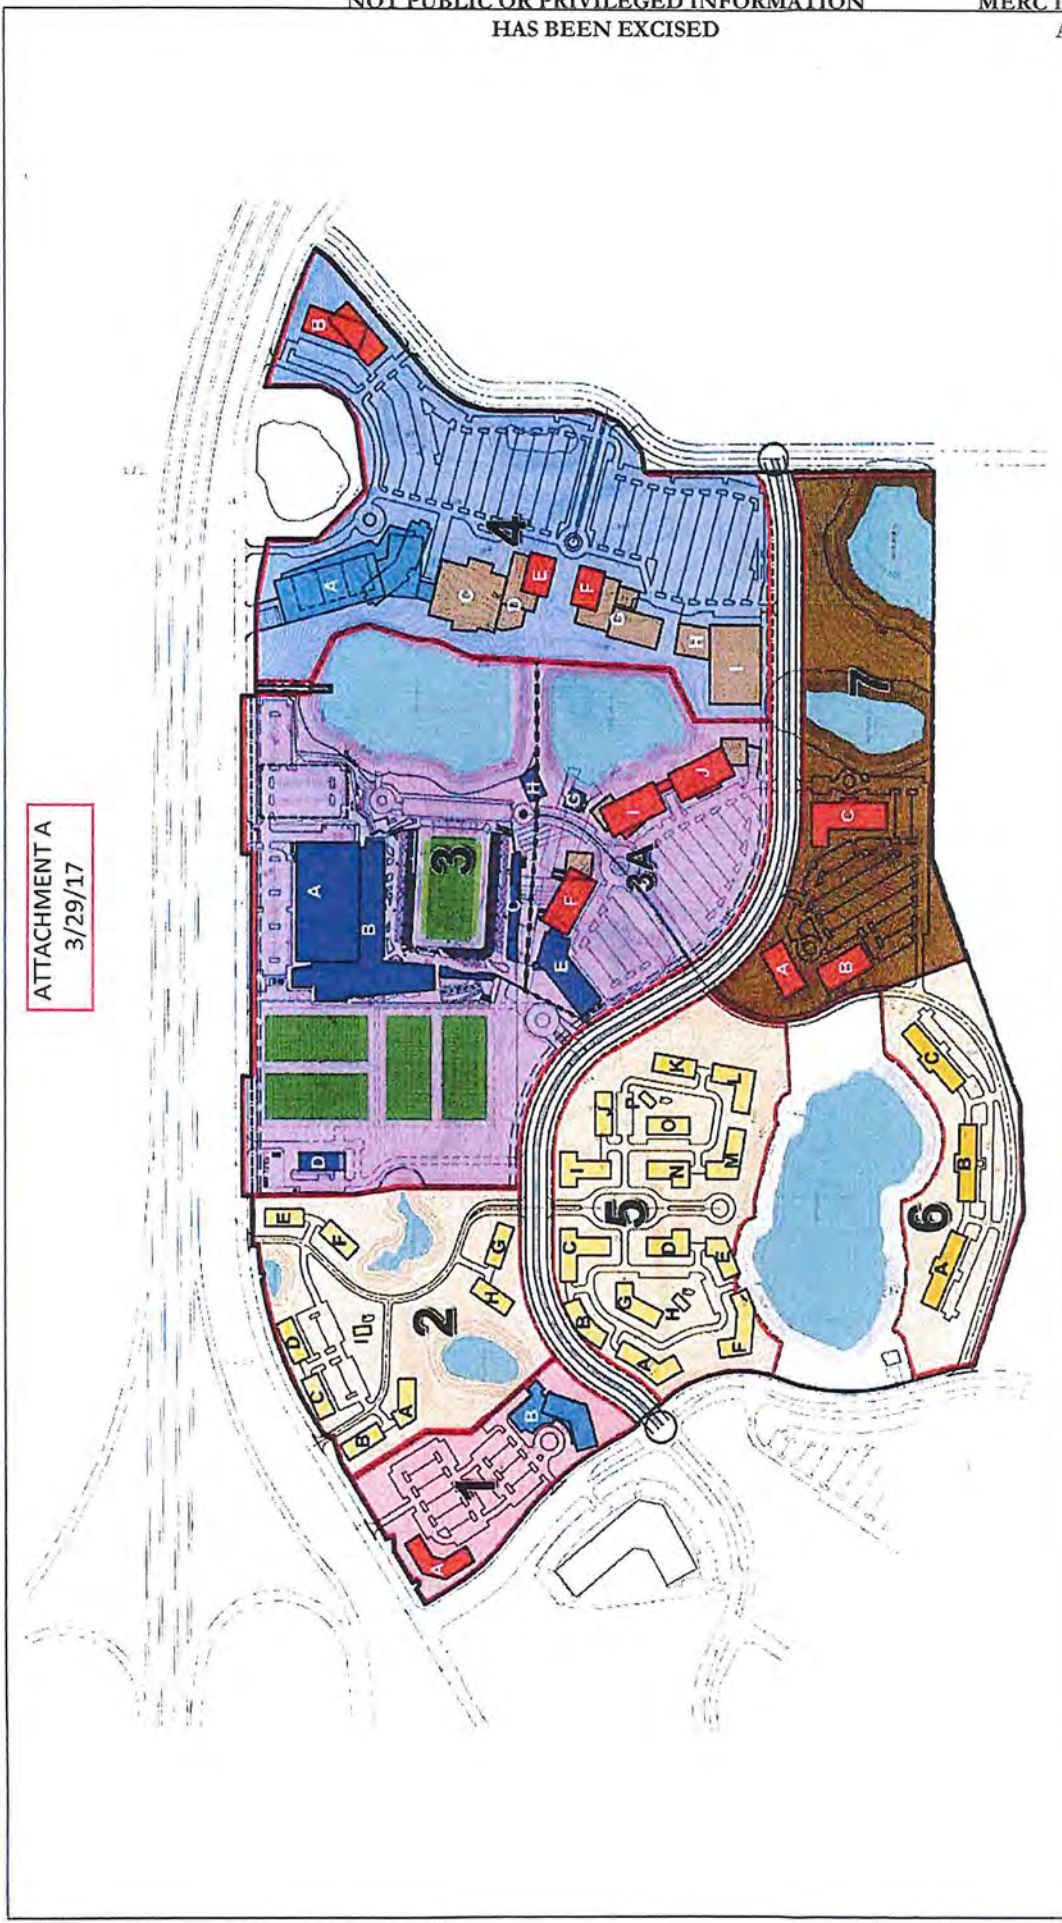 NOT PUBLIC OR PRIVILEGED INFORMATION
HAS BEEN EXCISED
ATTACHMENT A
3/29/17
1
A
B
2
A
B
C
D
E
F
G
H
I
3
A
B
C
D
3A
E
F
G
H
I
J
4
A
B
C
D
E
F
G
H
I
5
A
B
C
D
E
F
G
H
I
J
K
L
M
N
O
P
6
A
B
C
7
A
B
C